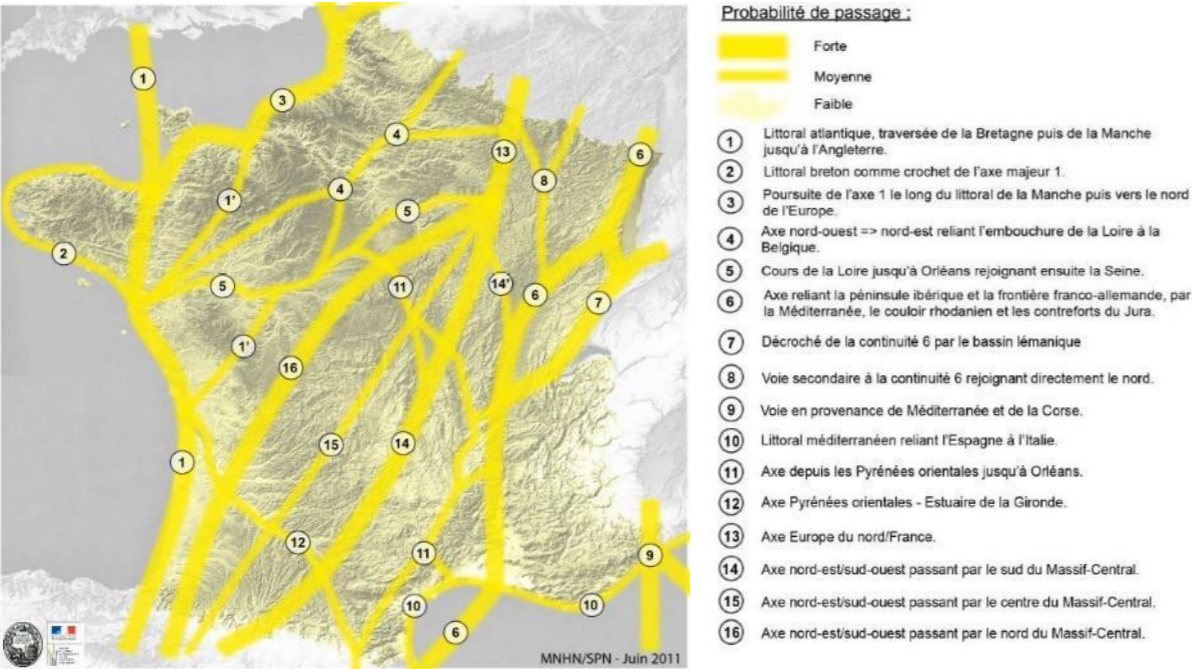 1
3
4
13
6
8
4
1'
5
2
5
11
14'
6
7
1'
16
1
15
14
12
11
9
10
10
6
MNHN/SPN - Juin 2011
Probabilité de passage :
Forte
Moyenne
Faible
1 Littoral atlantique, traversée de la Bretagne puis de la Manche
jusqu'à l'Angleterre.
2 Littoral breton comme crochet de l'axe majeur 1.
3 Poursuite de l'axe 1 le long du littoral de la Manche puis vers le nord
de l'Europe.
4 Axe nord-ouest => nord-est reliant l'embouchure de la Loire à la
Belgique.
5 Cours de la Loire jusqu'à Orléans rejoignant ensuite la Seine.
6 Axe reliant la péninsule ibérique et la frontière franco-allemande, par
la Méditerranée, le couloir rhodanien et les contreforts du Jura.
7 Décroché de la continuité 6 par le bassin lémanique
8 Voie secondaire à la continuité 6 rejoignant directement le nord.
9 Voie en provenance de Méditerranée et de la Corse.
10 Littoral méditerranéen reliant l'Espagne à l'Italie.
11 Axe depuis les Pyrénées orientales jusqu'à Orléans.
12 Axe Pyrénées orientales - Estuaire de la Gironde.
13 Axe Europe du nord/France.
14 Axe nord-est/sud-ouest passant par le sud du Massif-Central.
15 Axe nord-est/sud-ouest passant par le centre du Massif-Central.
16 Axe nord-est/sud-ouest passant par le nord du Massif-Central.